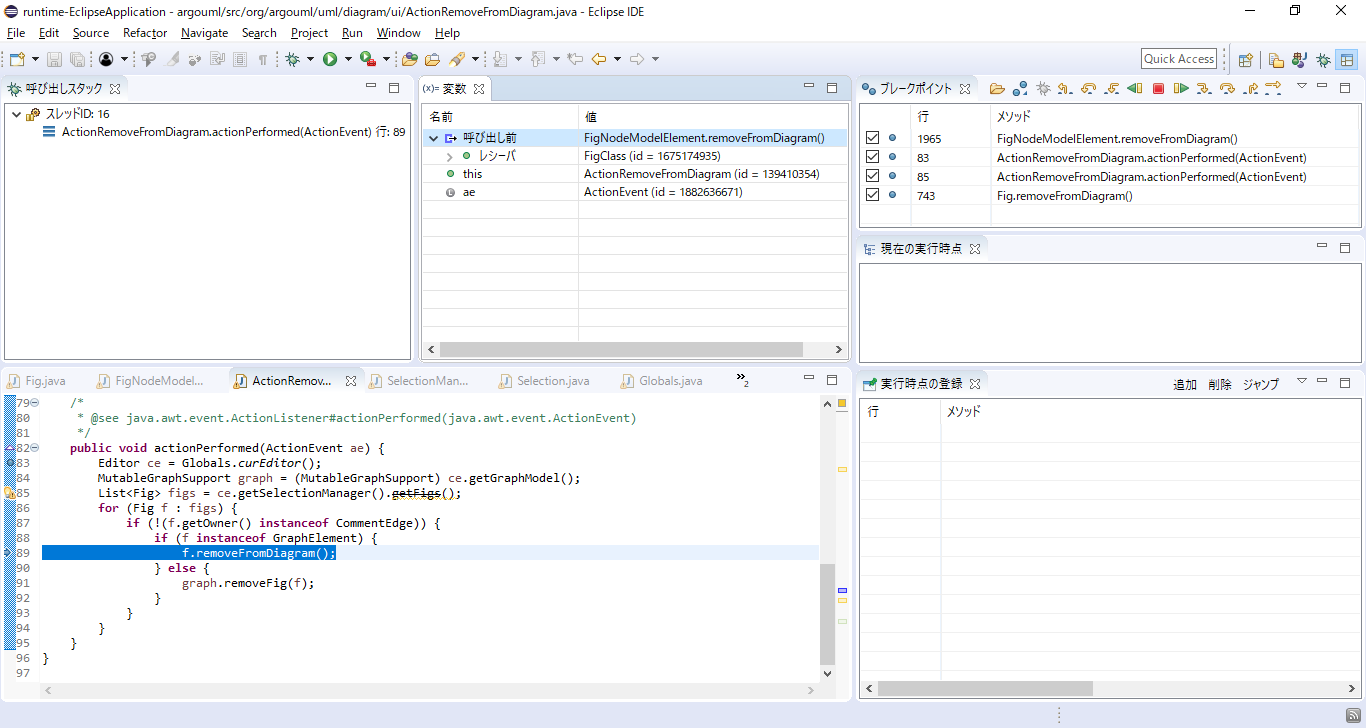 runtime-EclipseApplication - argouml/src/org/argouml/uml/diagram/ui/ActionRemoveFromDiagram.java - Eclipse IDE
File Edit Source Refactor Navigate Search Project Run Window Help
Quick Access
呼び出しスタック
スレッドID: 16
ActionRemoveFromDiagram.actionPerformed(ActionEvent) 行: 89
(x)= 変数
名前 値
呼び出し前 FigNodeModelElement.removeFromDiagram()
レシーバ FigClass (id = 1675174935)
this ActionRemoveFromDiagram (id = 139410354)
ae ActionEvent (id = 1882636671)
ブレークポイント
行 メソッド
1965 FigNodeModelElement.removeFromDiagram()
83 ActionRemoveFromDiagram.actionPerformed(ActionEvent)
85 ActionRemoveFromDiagram.actionPerformed(ActionEvent)
743 Fig.removeFromDiagram()
現在の実行時点
Fig.java FigNodeModel... ActionRemov... SelectionMan... Selection.java Globals.java »2
79 /*
80 * @see java.awt.event.ActionListener#actionPerformed(java.awt.event.ActionEvent)
81 */
82 public void actionPerformed(ActionEvent ae) {
83 Editor ce = Globals.curEditor();
84 MutableGraphSupport graph = (MutableGraphSupport) ce.getGraphModel();
85 List<Fig> figs = ce.getSelectionManager().getFigs();
86 for (Fig f : figs) {
87 if (!(f.getOwner() instanceof CommentEdge)) {
88 if (f instanceof GraphElement) {
89 f.removeFromDiagram();
90 } else {
91 graph.removeFig(f);
92 }
93 }
94 }
95 }
96 }
97
実行時点の登録 追加 削除 ジャンプ
行 メソッド